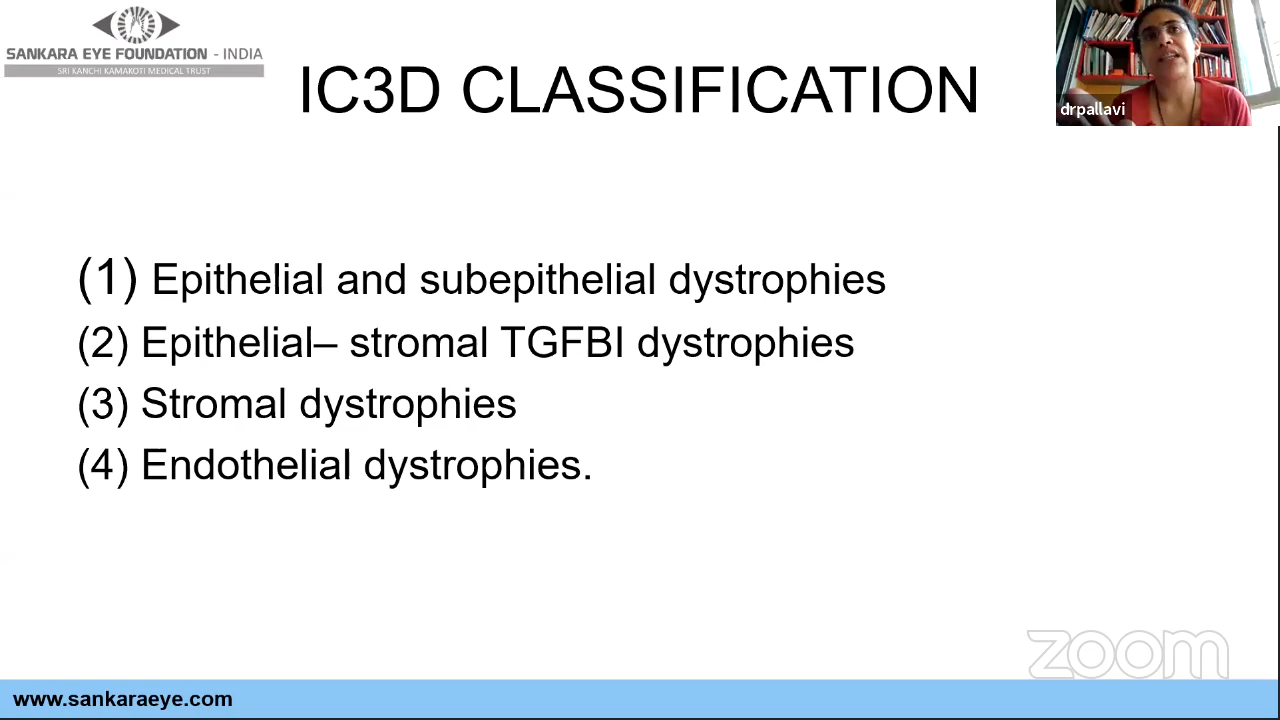 SANKARA EYE FOUNDATION - INDIA
SRI KANCHI KAMAKOTI MEDICAL TRUST
IC3D CLASSIFICATION
drpallavi
(1) Epithelial and subepithelial dystrophies
(2) Epithelial– stromal TGFBI dystrophies
(3) Stromal dystrophies
(4) Endothelial dystrophies.
zoom
www.sankaraeye.com